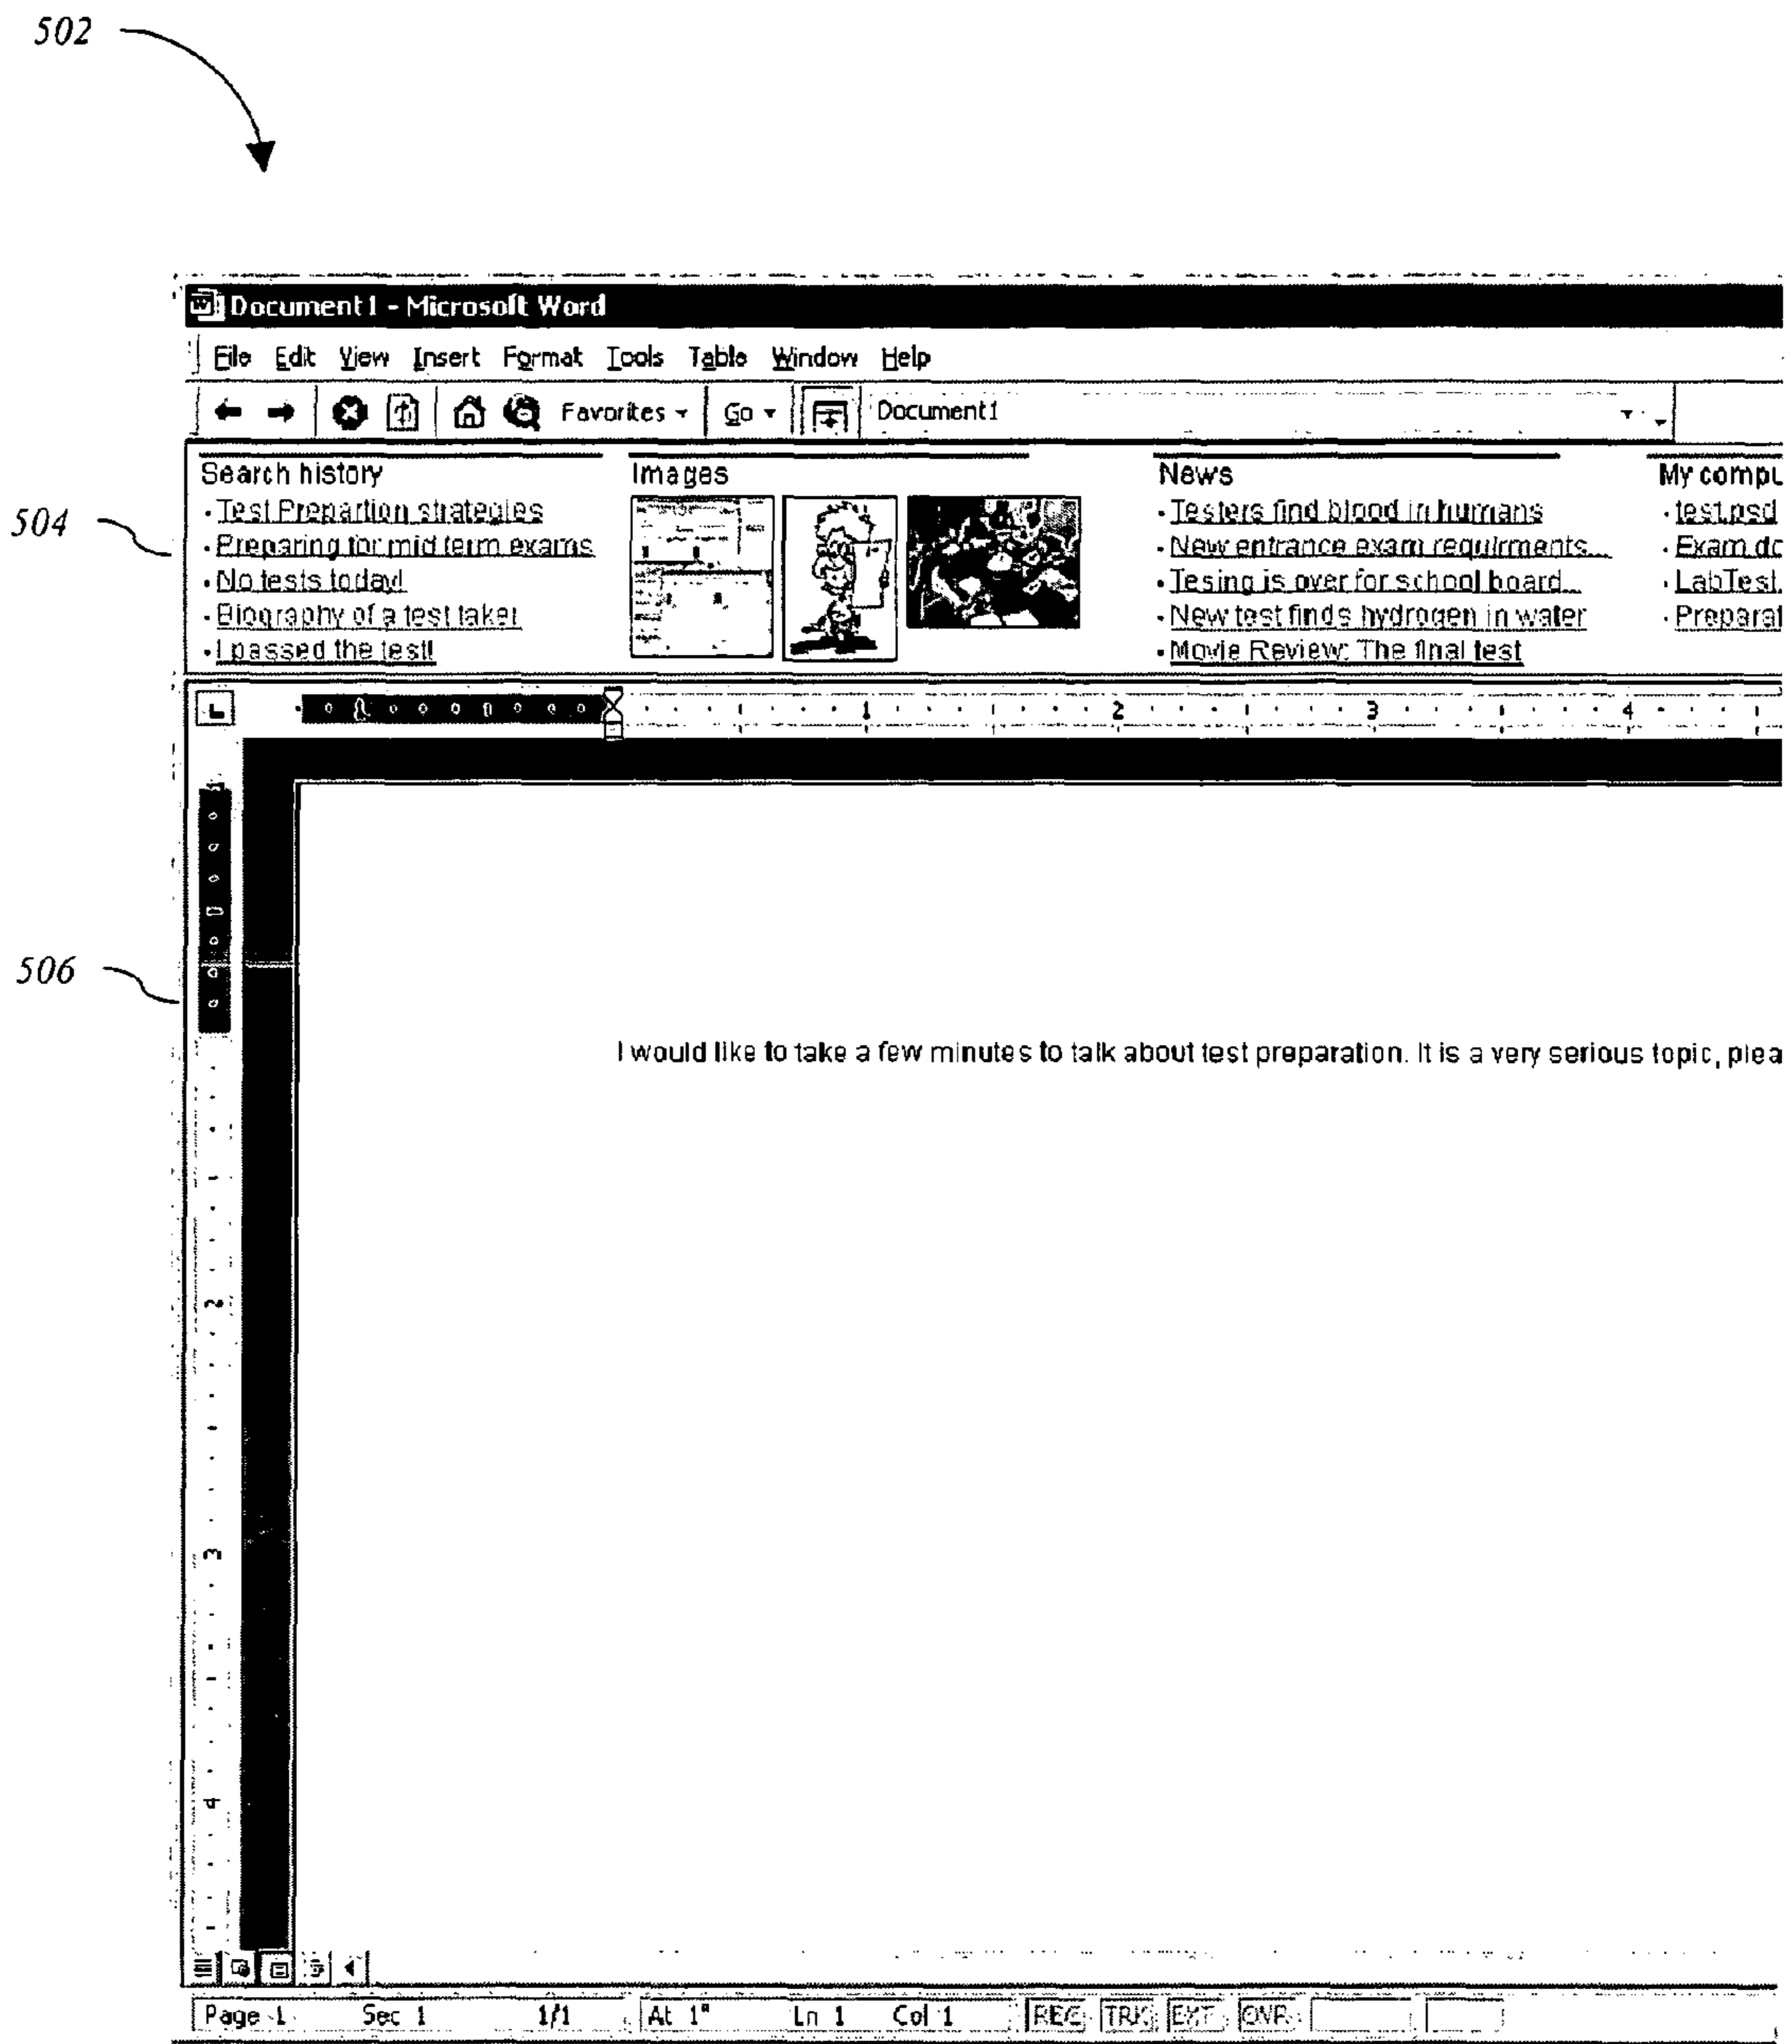 502
Document1 - Microsoft Word
File Edit View Insert Format Tools Table Window Help
Favorites Go Document1
Search history Images News My compu
504
· Test Prepartion strategies
· Preparing for mid term exams
· No tests today!
· Biography of a test taker
· I passed the test!
· Testers find blood in humans
· New entrance exam requirments...
· Tesing is over for school board...
· New test finds hydrogen in water
· Movie Review: The final test
· test.psd
· Exam.dc
· LabTest.
· Preparat
1 2 3 4
506
I would like to take a few minutes to talk about test preparation. It is a very serious topic, plea
2
3
4
Page 1 Sec 1 1/1 At 1" Ln 1 Col 1 REC TRK EXT OVR